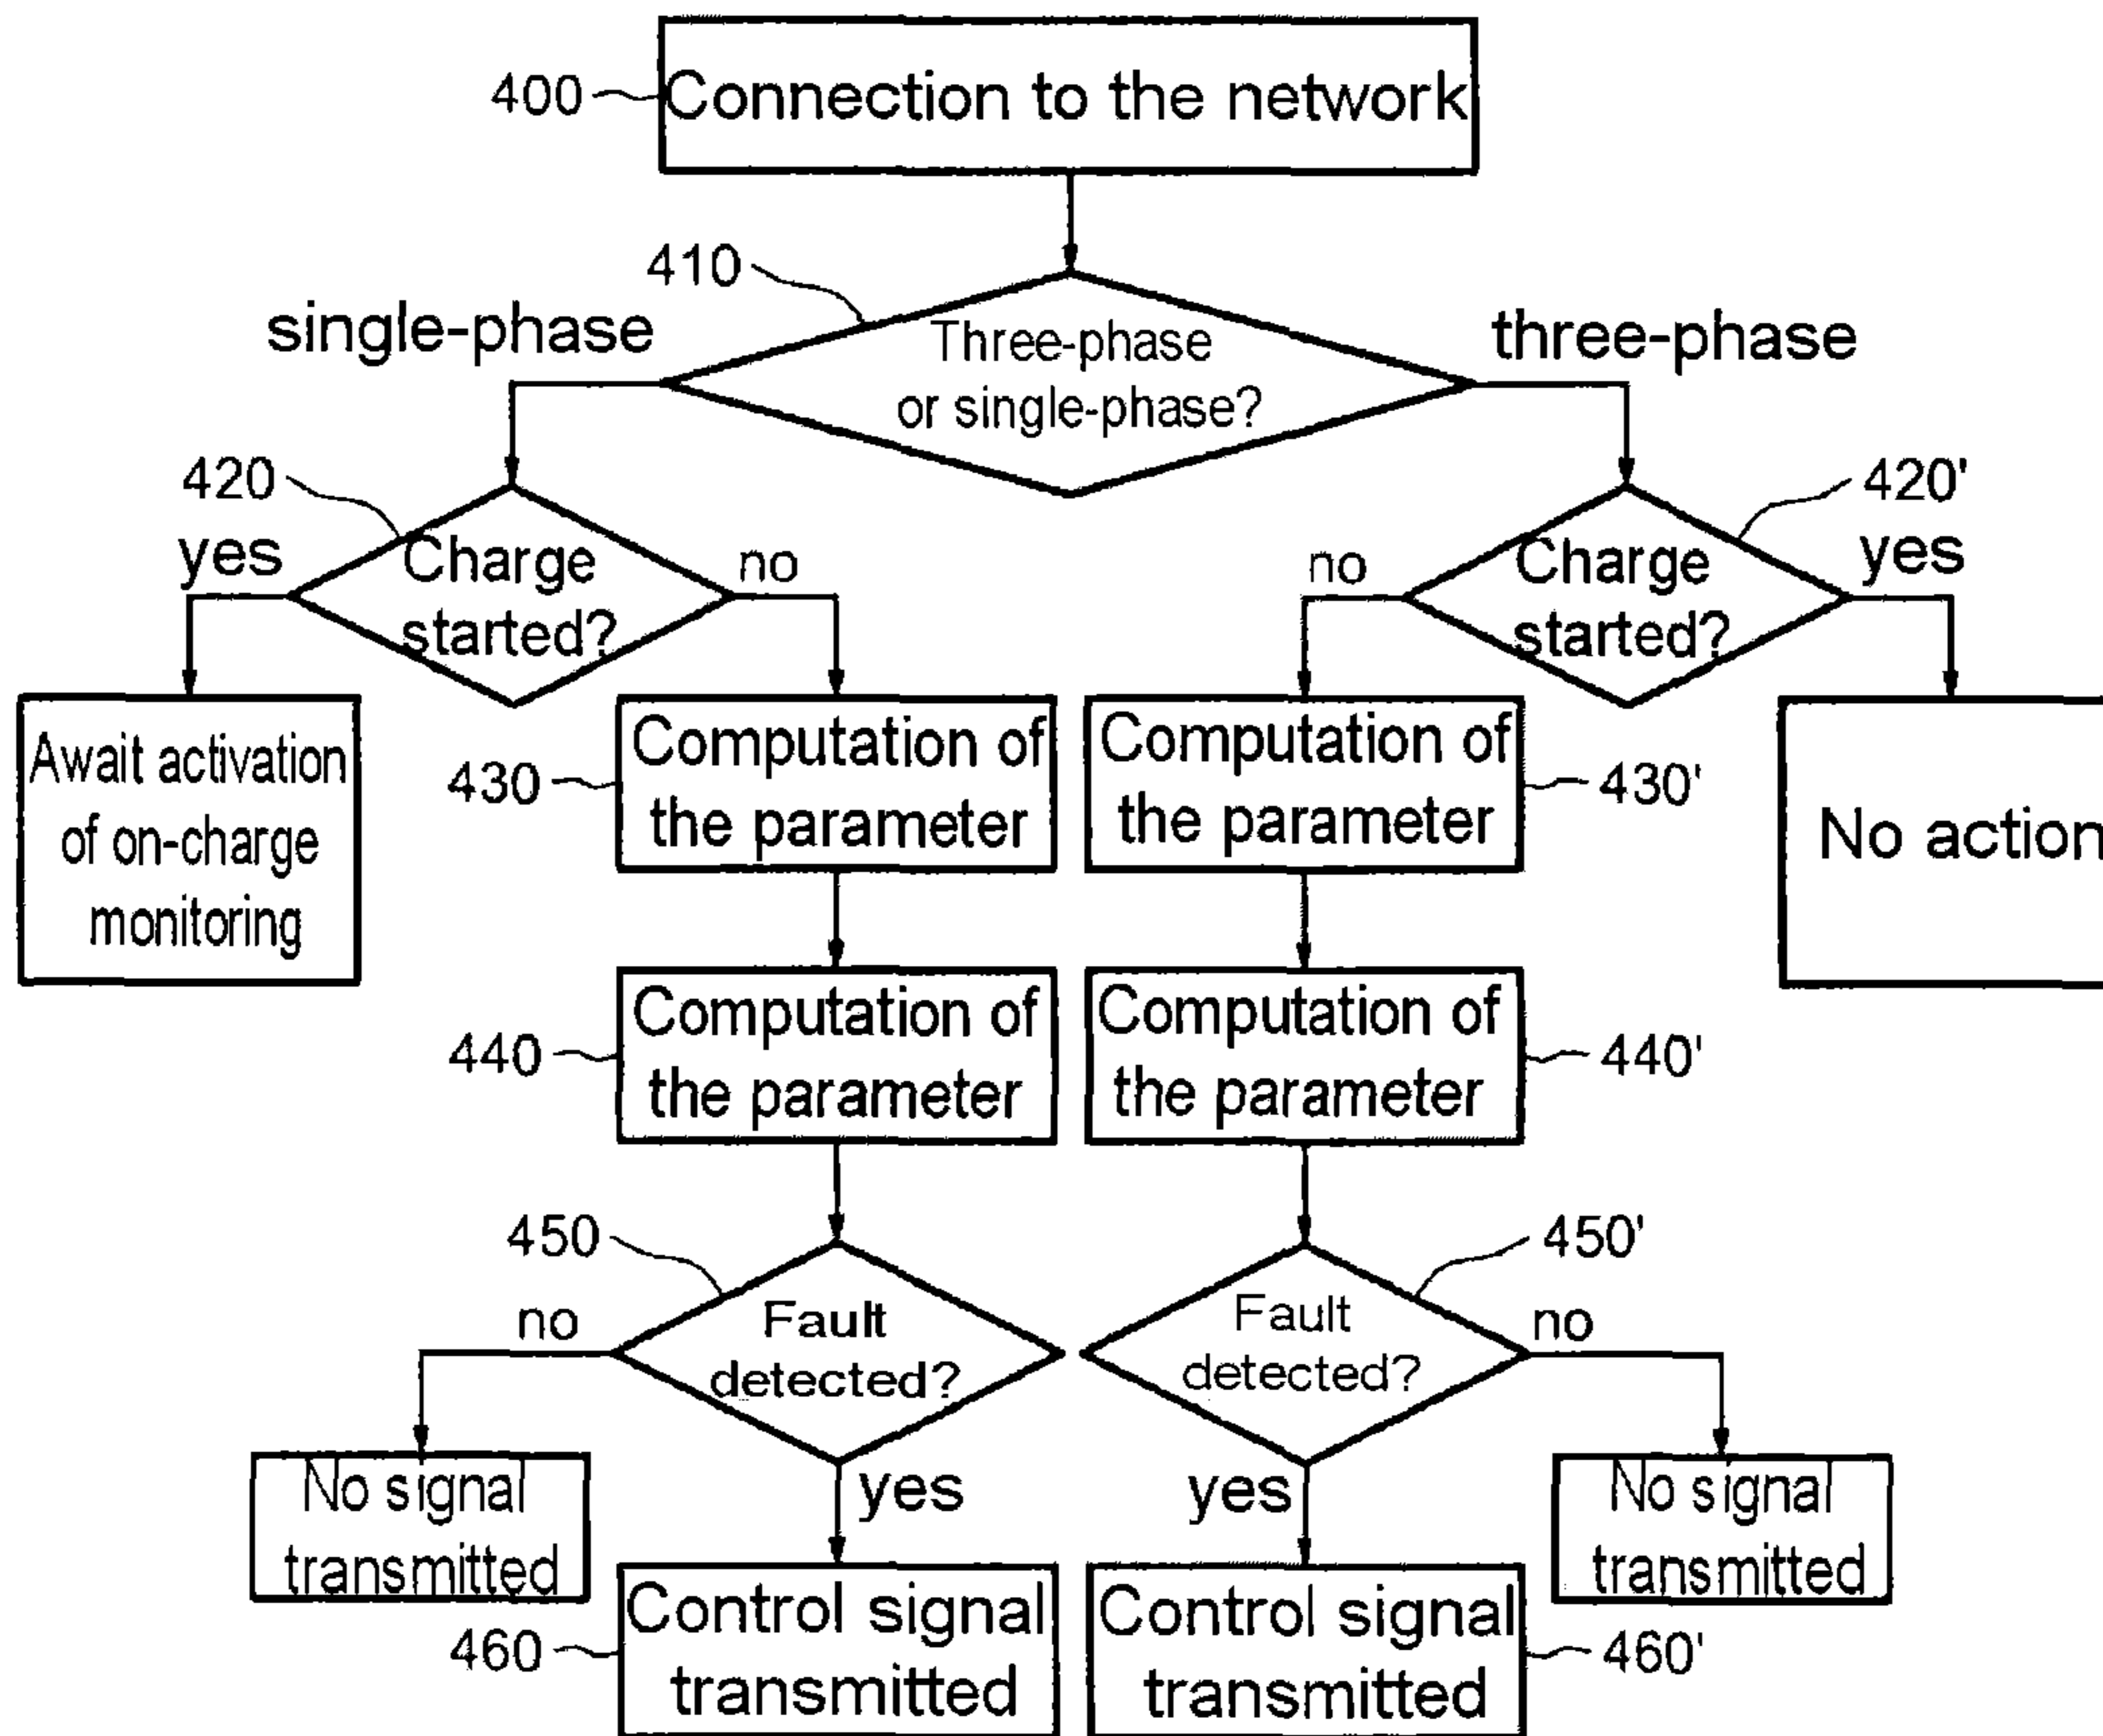 400
Connection to the network
410
single-phase
Three-phase
or single-phase?
three-phase
420
yes
Charge
started?
no
no
Charge
started?
420'
yes
Await activation
of on-charge
monitoring
430
Computation of
the parameter
Computation of
the parameter
430'
No action
440
Computation of
the parameter
Computation of
the parameter
440'
450
no
Fault
detected?
yes
Fault
detected?
450'
no
yes
No signal
transmitted
460
Control signal
transmitted
Control signal
transmitted
460'
No signal
transmitted